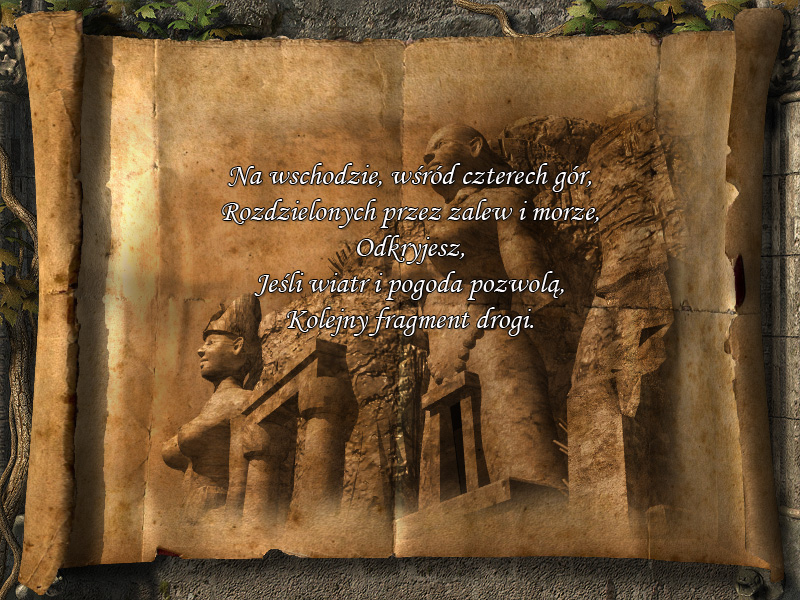 Na wschodzie, wśród czterech gór,
Rozdzielonych przez zalew i morze,
Odkryjesz,
Jeśli wiatr i pogoda pozwolą,
Kolejny fragment drogi.